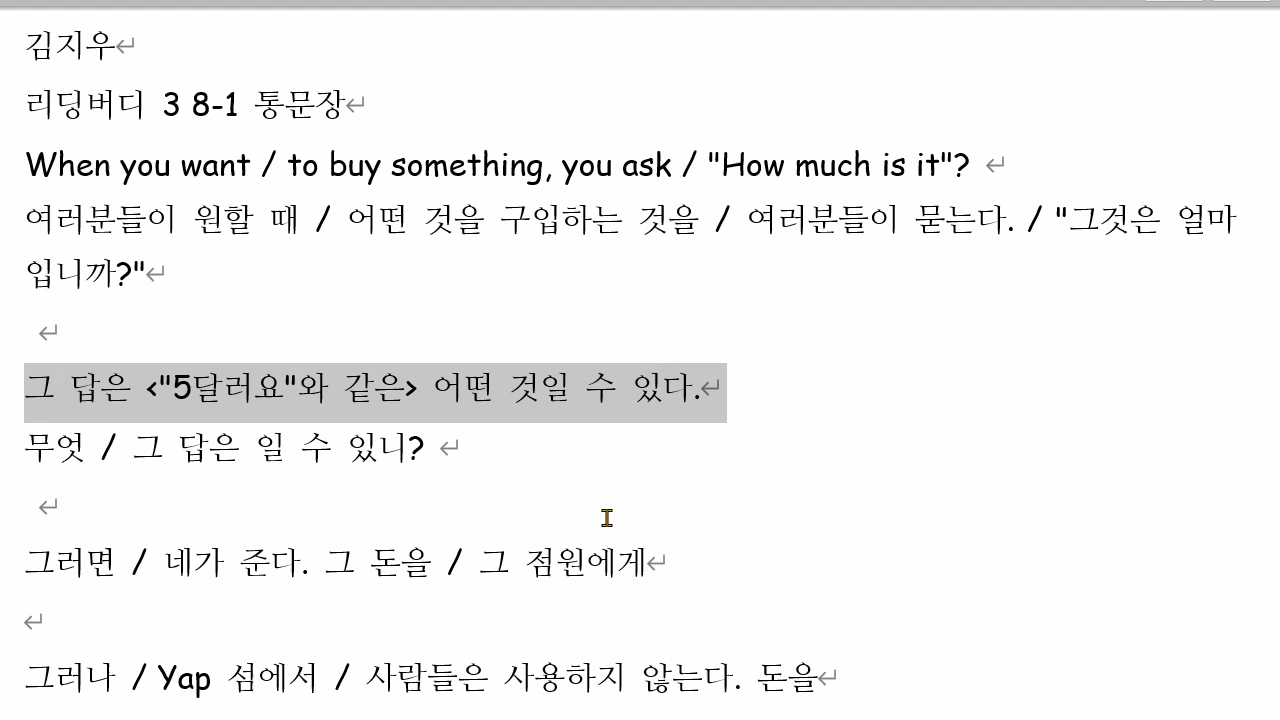 김지우
리딩버디 3 8-1 통문장
When you want / to buy something, you ask / "How much is it"?
여러분들이 원할 때 / 어떤 것을 구입하는 것을 / 여러분들이 묻는다. / "그것은 얼마
입니까?"
그 답은 <"5달러요"와 같은> 어떤 것일 수 있다.
무엇 / 그 답은 일 수 있니?
그러면 / 네가 준다. 그 돈을 / 그 점원에게
그러나 / Yap 섬에서 / 사람들은 사용하지 않는다. 돈을